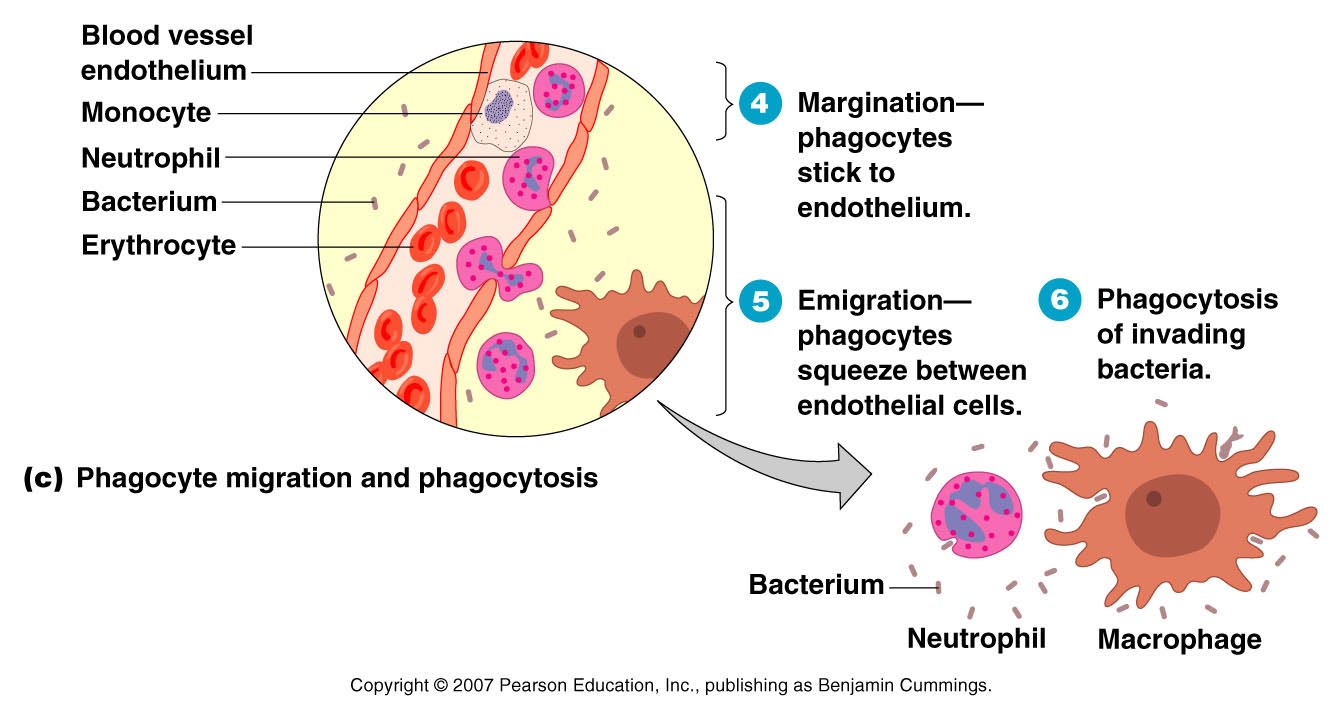 Blood vessel
endothelium
Monocyte
Neutrophil
Bacterium
Erythrocyte
4 Margination—
phagocytes
stick to
endothelium.
5 Emigration—
phagocytes
squeeze between
endothelial cells.
6 Phagocytosis
of invading
bacteria.
(c) Phagocyte migration and phagocytosis
Bacterium
Neutrophil
Macrophage
Copyright © 2007 Pearson Education, Inc., publishing as Benjamin Cummings.